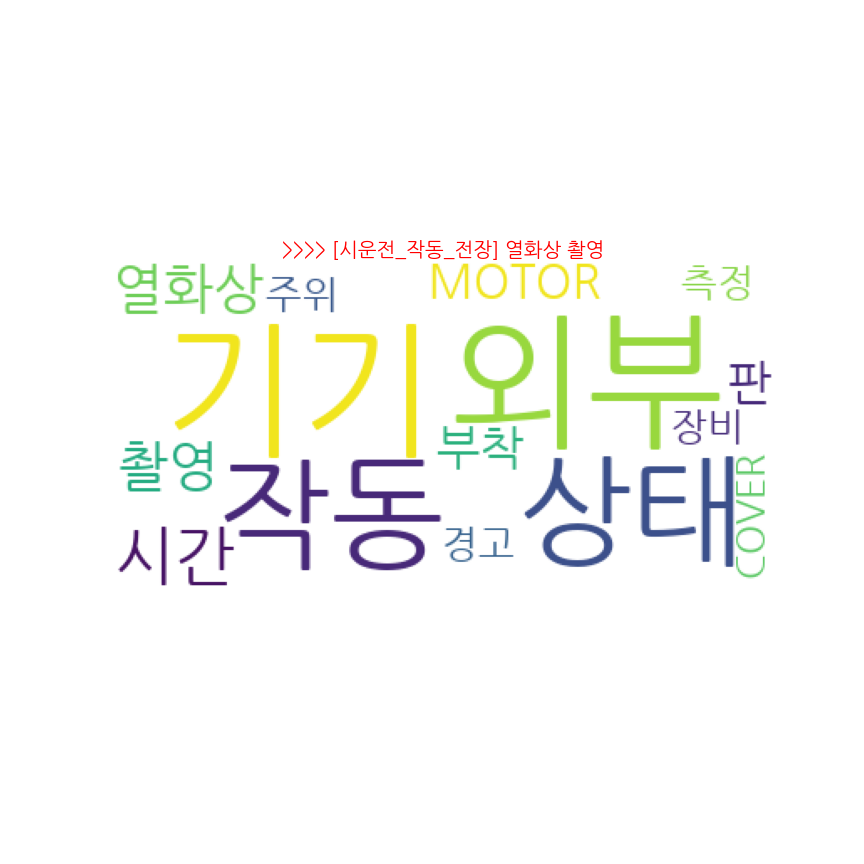 >>>> [시운전_작동_전장] 열화상 촬영
열화상
주위
MOTOR
측정
기기
외부
판
장비
부착
촬영
작동
상태
COVER
시간
경고